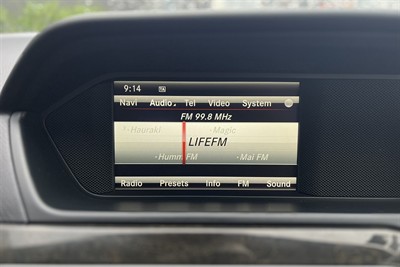 9:14
Navi Audio Tel Video System
FM 99.8 MHz
Hauraki Magic
LIFEFM
Humm FM Mai FM
Radio Presets Info FM Sound